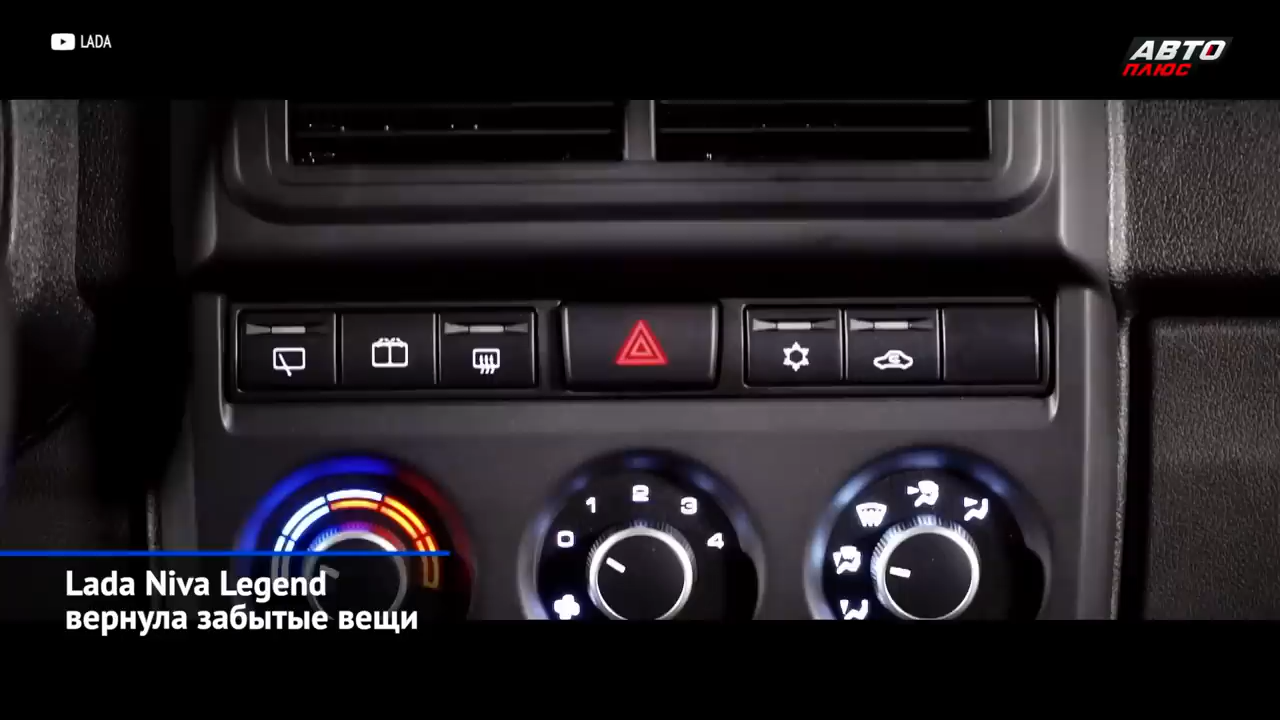 LADA
АВТО
ПЛЮС
1 2 3
0 4
Lada Niva Legend
вернула забытые вещи